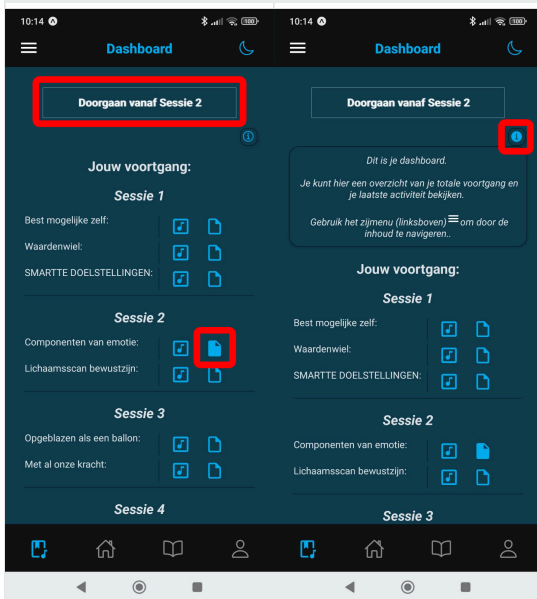 10:14
100
Dashboard
Doorgaan vanaf Sessie 2
Jouw voortgang:
Sessie 1
Best mogelijke zelf:
Waardenwiel:
SMARTTE DOELSTELLINGEN:
Sessie 2
Componenten van emotie:
Lichaamsscan bewustzijn:
Sessie 3
Opgeblazen als een ballon:
Met al onze kracht:
Sessie 4
10:14
100
Dashboard
Doorgaan vanaf Sessie 2
Dit is je dashboard.
Je kunt hier een overzicht van je totale voortgang en
je laatste activiteit bekijken.
Gebruik het zijmenu (linksboven) om door de
inhoud te navigeren..
Jouw voortgang:
Sessie 1
Best mogelijke zelf:
Waardenwiel:
SMARTTE DOELSTELLINGEN:
Sessie 2
Componenten van emotie:
Lichaamsscan bewustzijn:
Sessie 3